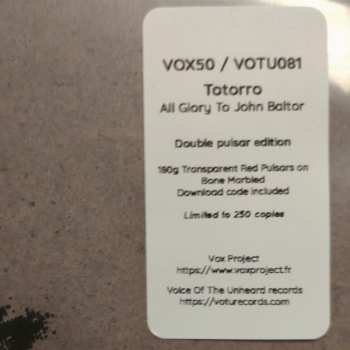 VOX50 / VOTU081
Totorro
All Glory To John Baltor
Double pulsar edition
180g Transparent Red Pulsars on
Bone Marbled
Download code included
Limited to 250 copies
Vox Project
https://www.voxproject.fr
Voice Of The Unheard records
https://voturecords.com